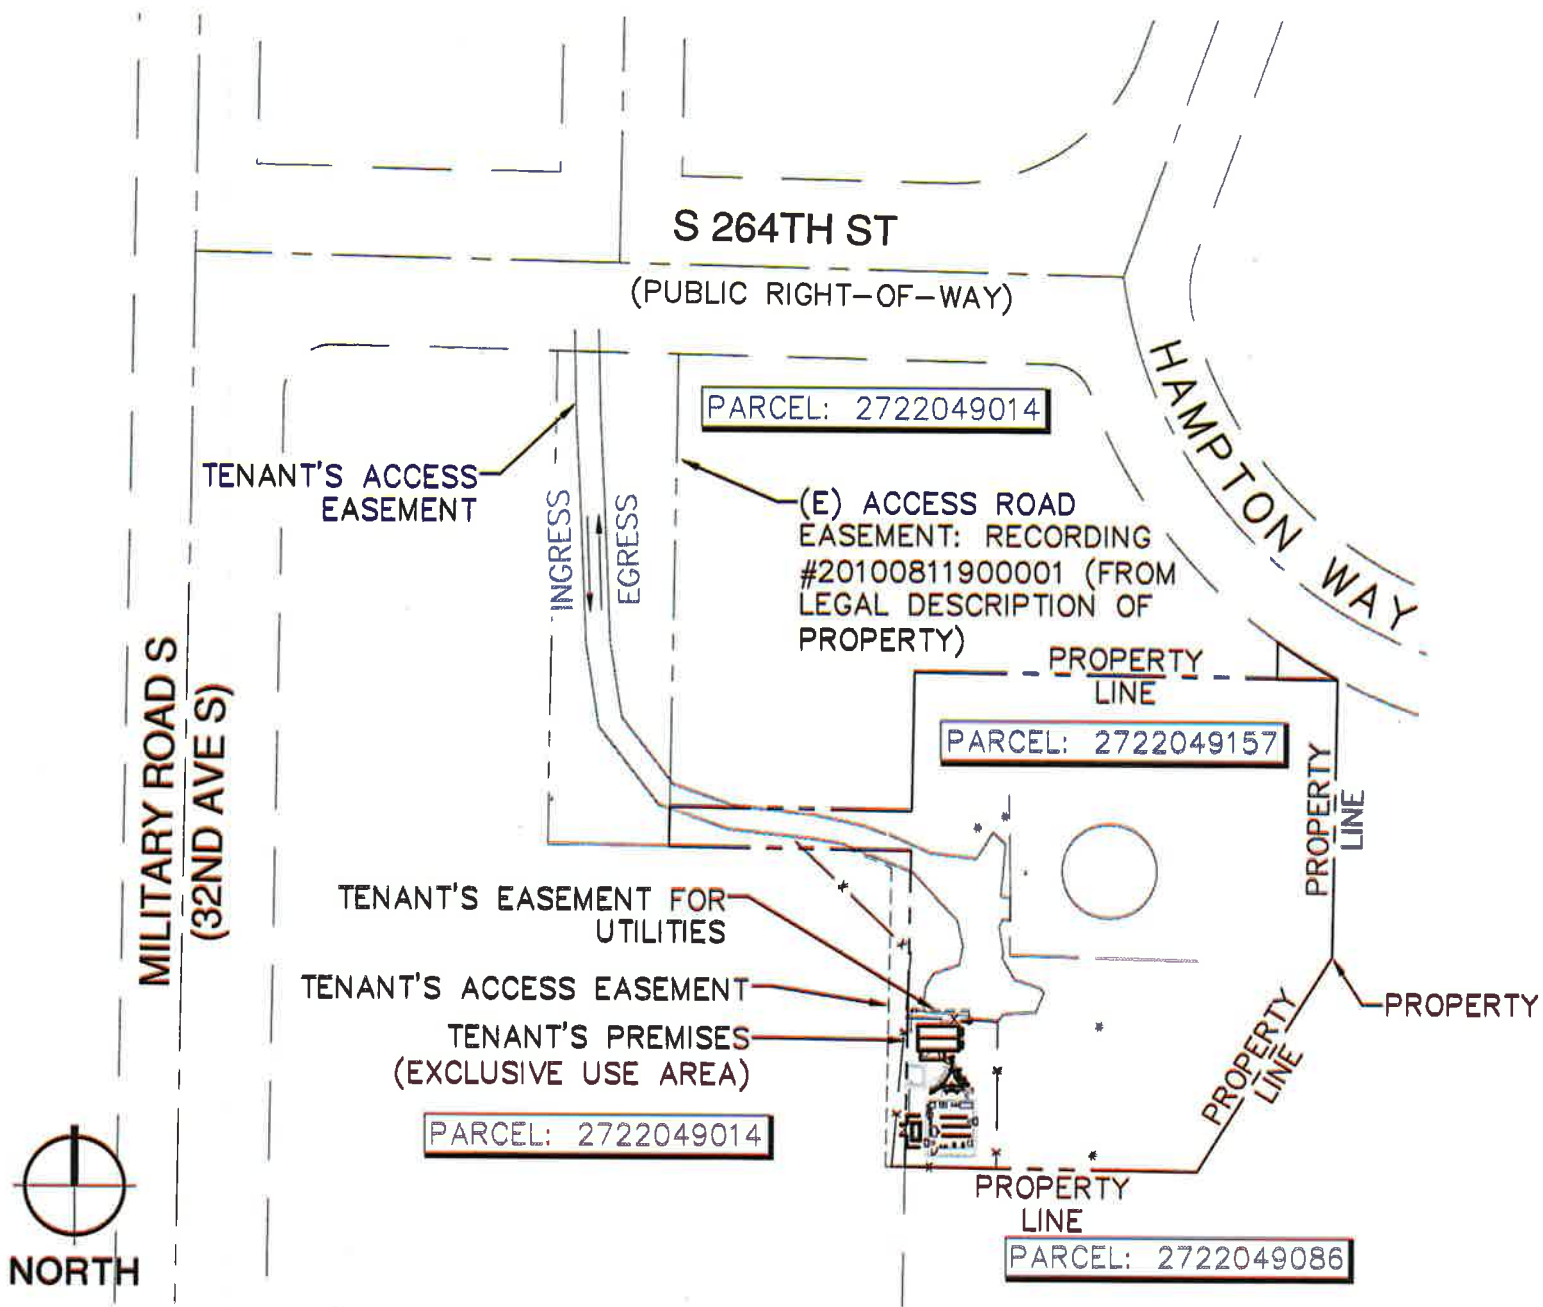 S 264TH ST
(PUBLIC RIGHT-OF-WAY)
HAMPTON WAY
PARCEL: 2722049014
TENANT'S ACCESS
EASEMENT
INGRESS
EGRESS
(E) ACCESS ROAD
EASEMENT: RECORDING
#20100811900001 (FROM
LEGAL DESCRIPTION OF
PROPERTY)
MILITARY ROAD S
(32ND AVE S)
PROPERTY
LINE
PARCEL: 2722049157
PROPERTY
LINE
TENANT'S EASEMENT FOR
UTILITIES
TENANT'S ACCESS EASEMENT
TENANT'S PREMISES
(EXCLUSIVE USE AREA)
PROPERTY
PROPERTY
LINE
PARCEL: 2722049014
PROPERTY
LINE
PARCEL: 2722049086
NORTH